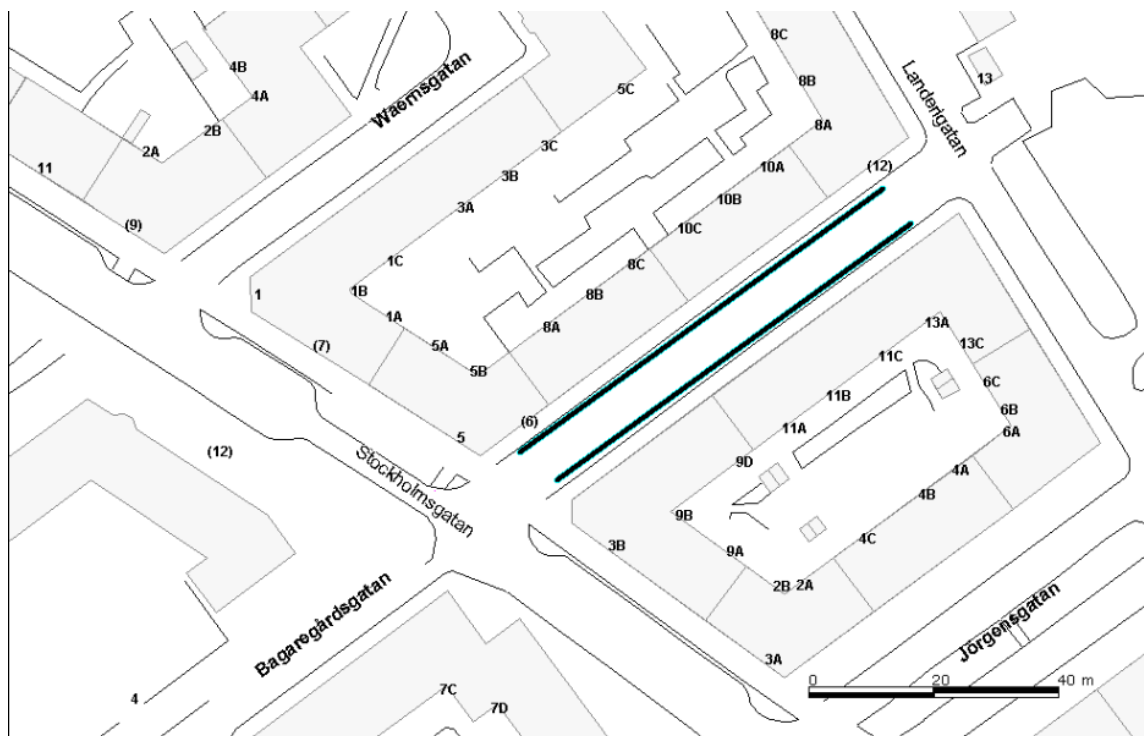 8C
4B
Waernsgatan
Landerigatan
13
8B
5C
4A
2B
8A
2A
3C
11
3B
10A
(12)
10B
3A
(9)
10C
1C
8C
1
1B
8B
1A
8A
13A
(7)
5A
13C
11C
5B
6C
11B
6B
(6)
11A
6A
5
(12)
Stockholmsgatan
9D
4A
4B
9B
4C
3B
9A
2B
2A
Bagaregårdsgatan
Jörgensgatan
3A
0 20 40 m
4
7C
7D